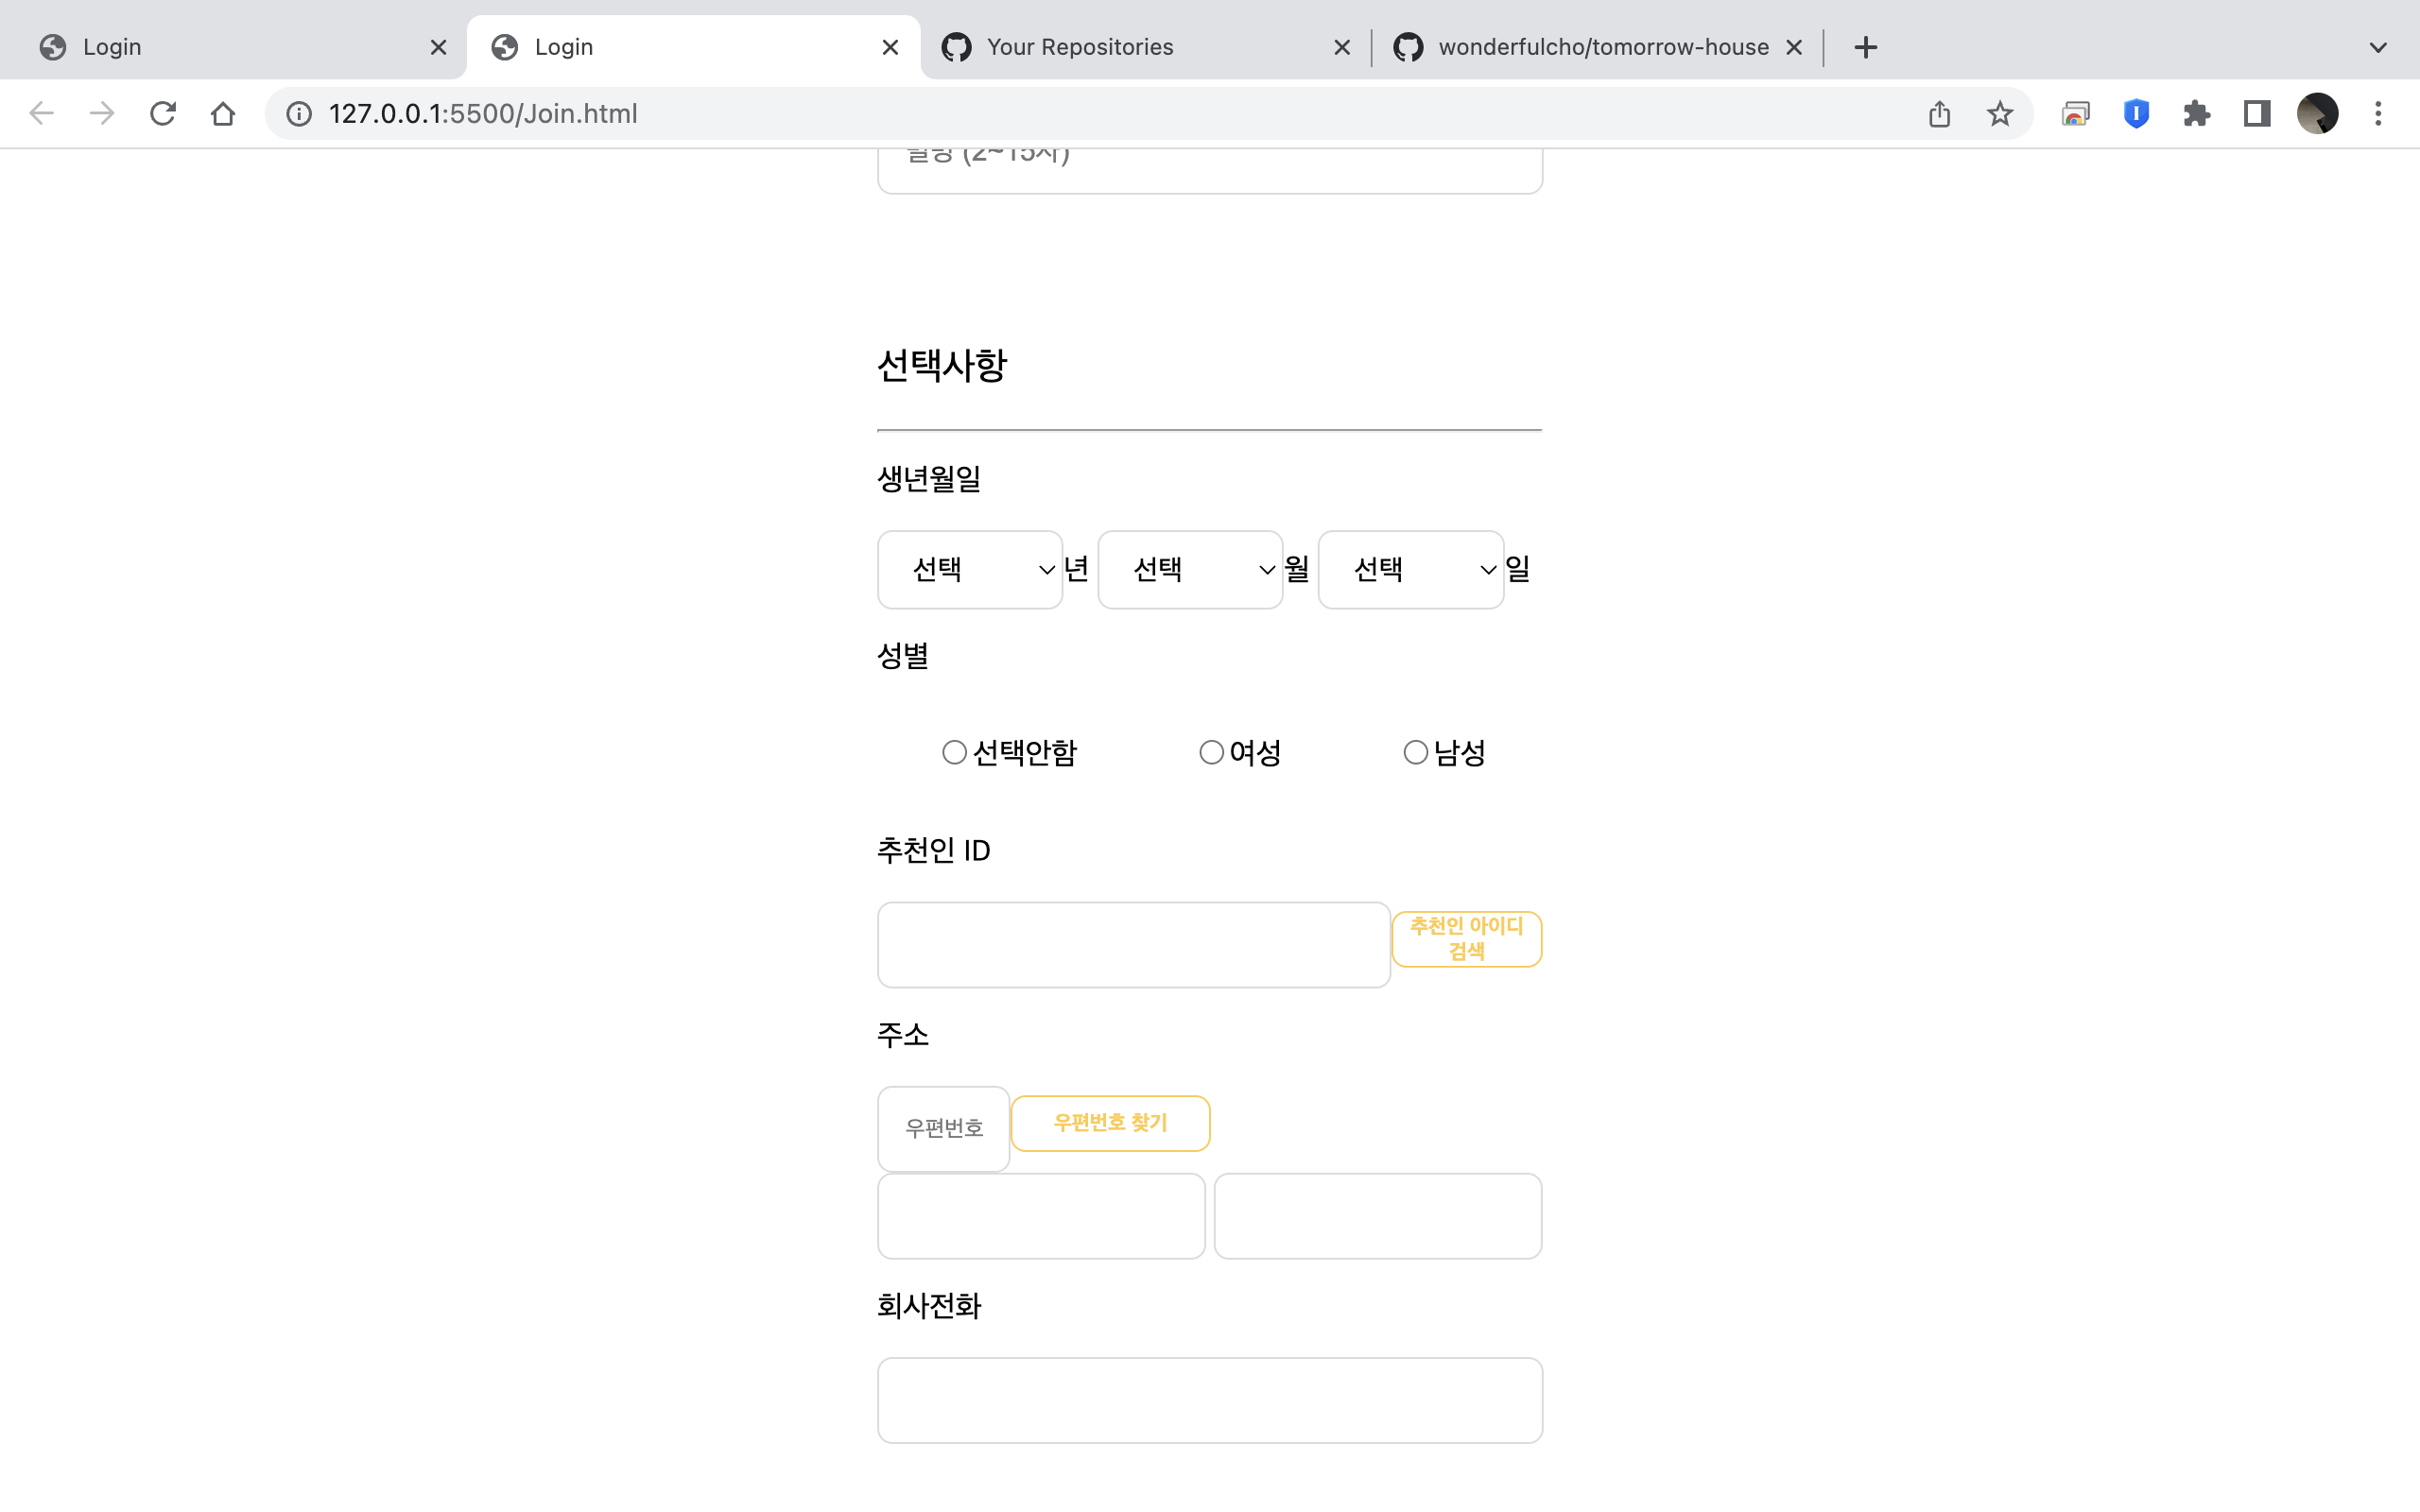 Login
Login
Your Repositories
wonderfulcho/tomorrow-house
127.0.0.1:5500/Join.html
별명 (2~15자)
선택사항
생년월일
선택 년 선택 월 선택 일
성별
선택안함 여성 남성
추천인 ID
추천인 아이디
검색
주소
우편번호 우편번호 찾기
회사전화